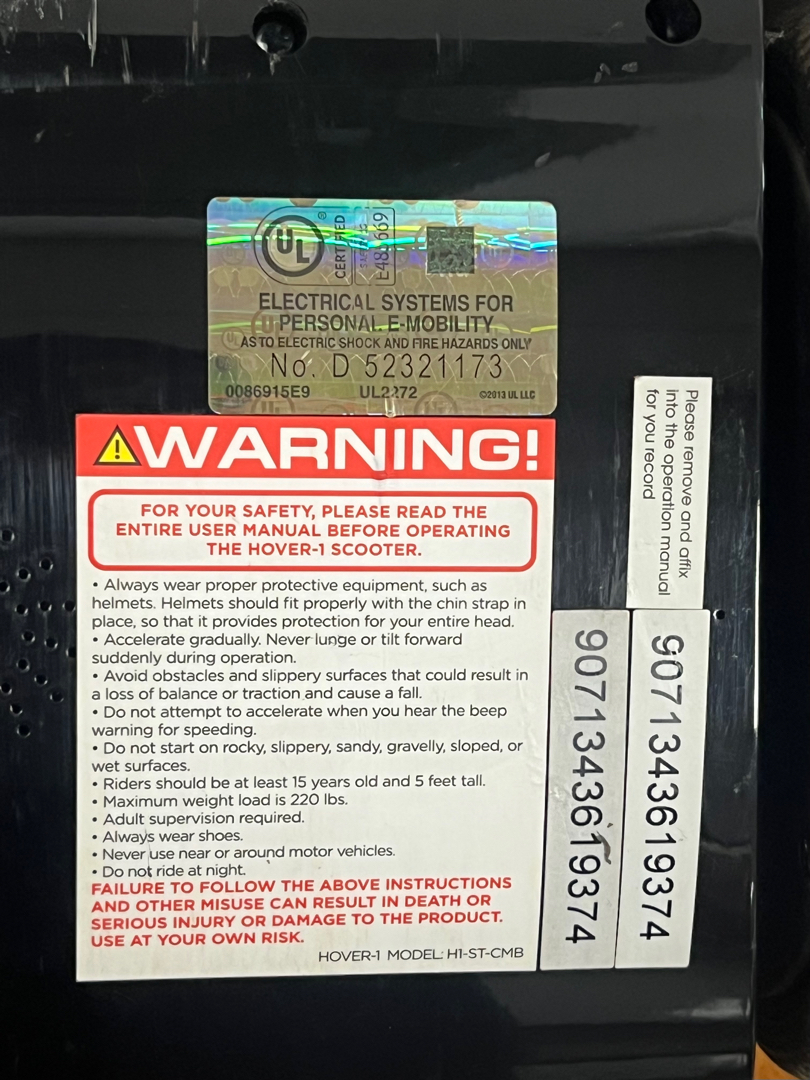 UL
®
CERTIFIED
ELECTRICAL SYSTEMS FOR
PERSONAL E-MOBILITY
AS TO ELECTRIC SHOCK AND FIRE HAZARDS ONLY
No. D 52321173
0086915E9 UL2272 ©2013 UL LLC
WARNING!
FOR YOUR SAFETY, PLEASE READ THE
ENTIRE USER MANUAL BEFORE OPERATING
THE HOVER-1 SCOOTER.
• Always wear proper protective equipment, such as
helmets. Helmets should fit properly with the chin strap in
place, so that it provides protection for your entire head.
• Accelerate gradually. Never lunge or tilt forward
suddenly during operation.
• Avoid obstacles and slippery surfaces that could result in
a loss of balance or traction and cause a fall.
• Do not attempt to accelerate when you hear the beep
warning for speeding.
• Do not start on rocky, slippery, sandy, gravelly, sloped, or
wet surfaces.
• Riders should be at least 15 years old and 5 feet tall.
• Maximum weight load is 220 lbs.
• Adult supervision required.
• Always wear shoes.
• Never use near or around motor vehicles.
• Do not ride at night.
FAILURE TO FOLLOW THE ABOVE INSTRUCTIONS
AND OTHER MISUSE CAN RESULT IN DEATH OR
SERIOUS INJURY OR DAMAGE TO THE PRODUCT.
USE AT YOUR OWN RISK.
HOVER-1 MODEL: H1-ST-CMB
Please remove and affix
into the operation manual
for you record
9071343619374
9071343619374